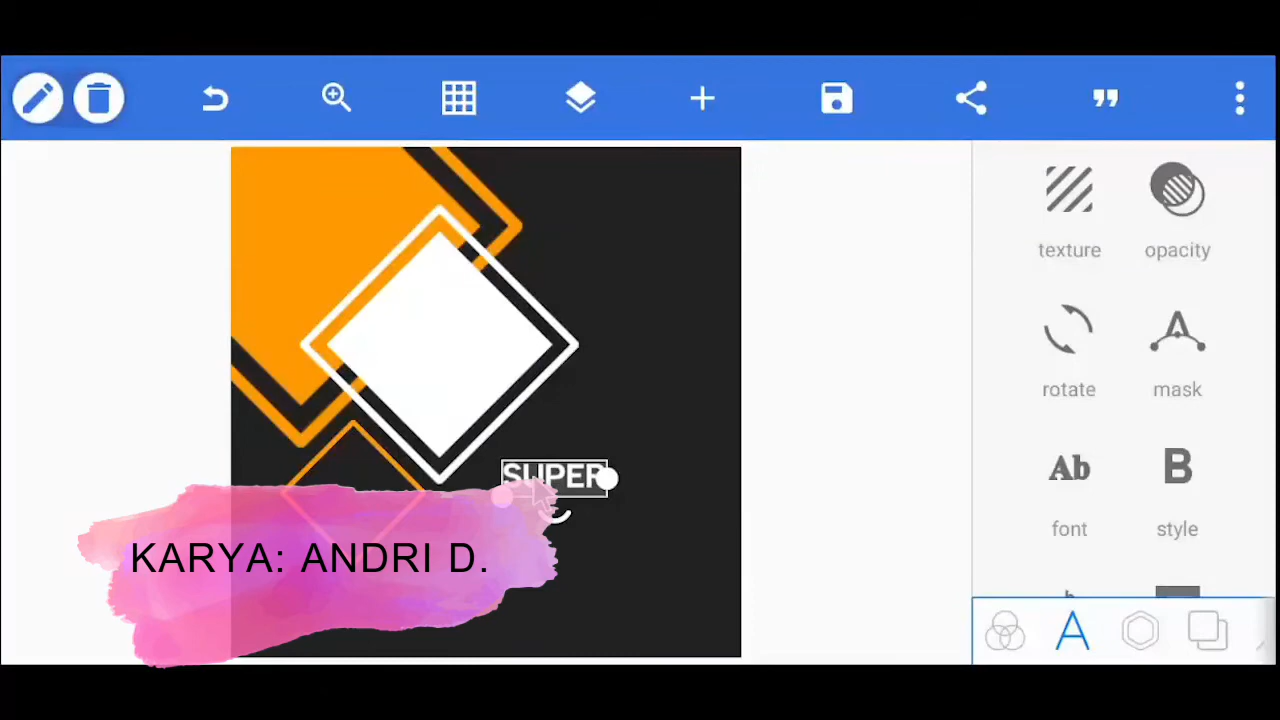 texture
opacity
rotate
mask
SUPER
Ab
B
font
style
KARYA: ANDRI D.
A